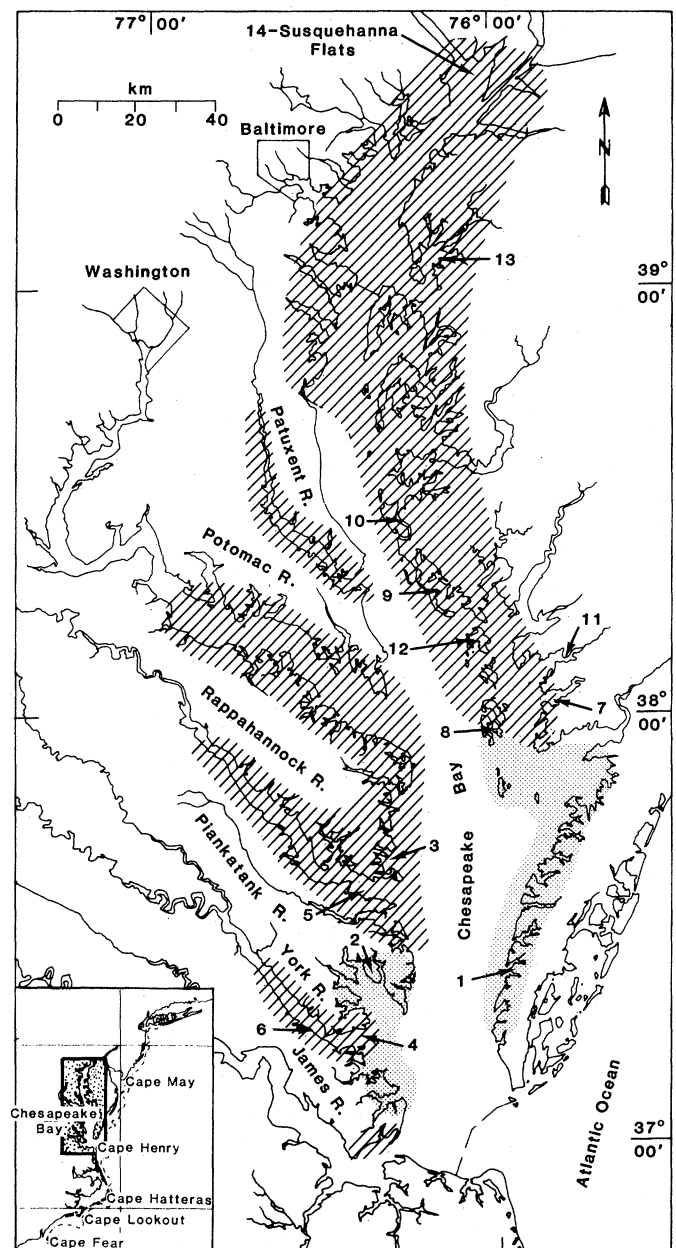 77° 00'
76° 00'
14-Susquehanna
Flats
km
0 20 40
Baltimore
N
13
Washington
39°
00'
Patuxent R.
10
Potomac R.
9
11
12
Rappahannock R.
7
38°
00'
8
Bay
Chesapeake
3
Piankatank R.
5
2
York R.
1
6
4
James R.
Atlantic Ocean
37°
00'
Cape May
Chesapeake
Bay
Cape Henry
Cape Hatteras
Cape Lookout
Cape Fear